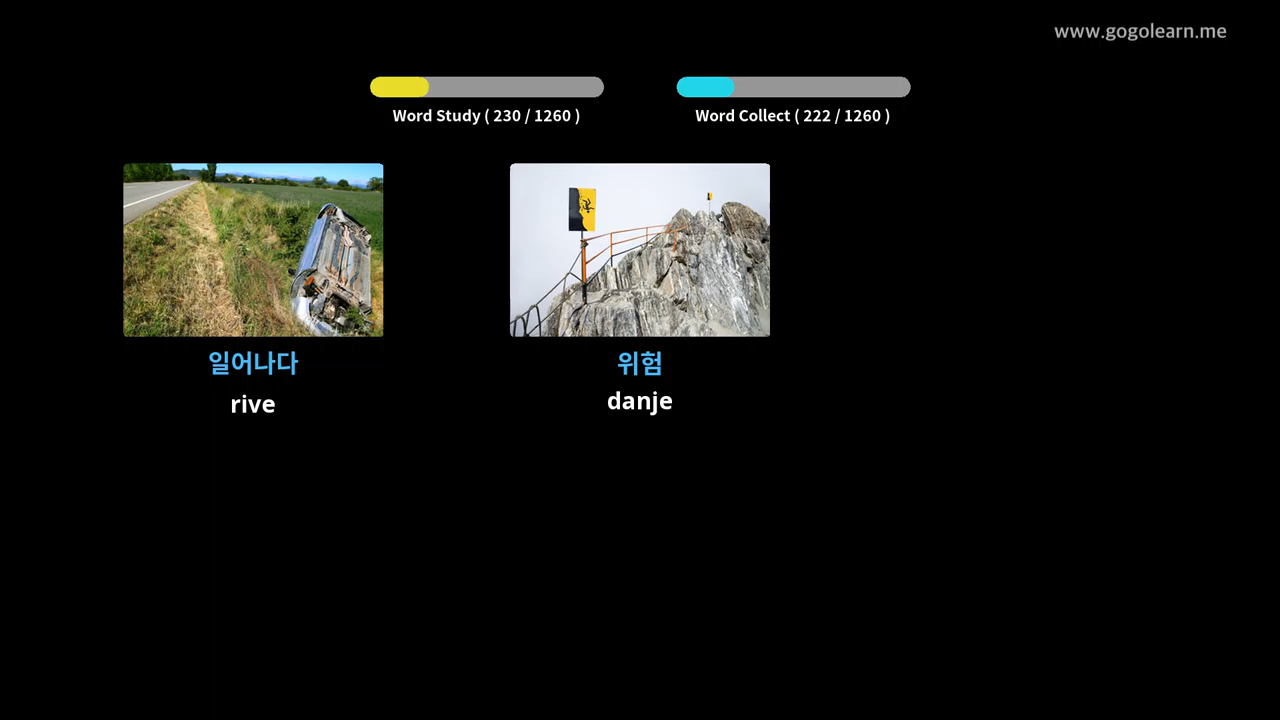 www.gogolearn.me
Word Study ( 230 / 1260 )
Word Collect ( 222 / 1260 )
일어나다
rive
위험
danje